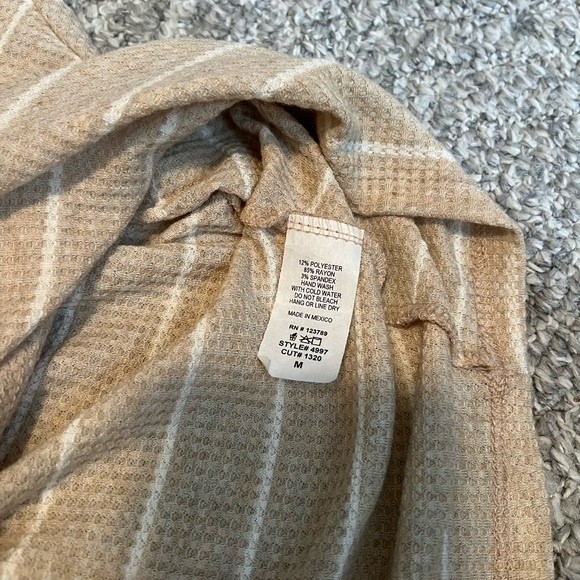 12% POLYESTER
85% RAYON
3% SPANDEX
HAND WASH
WITH COLD WATER
DO NOT BLEACH
HANG OR LINE DRY
MADE IN MEXICO
RN # 123789
STYLE# 4997
CUT# 1320
M